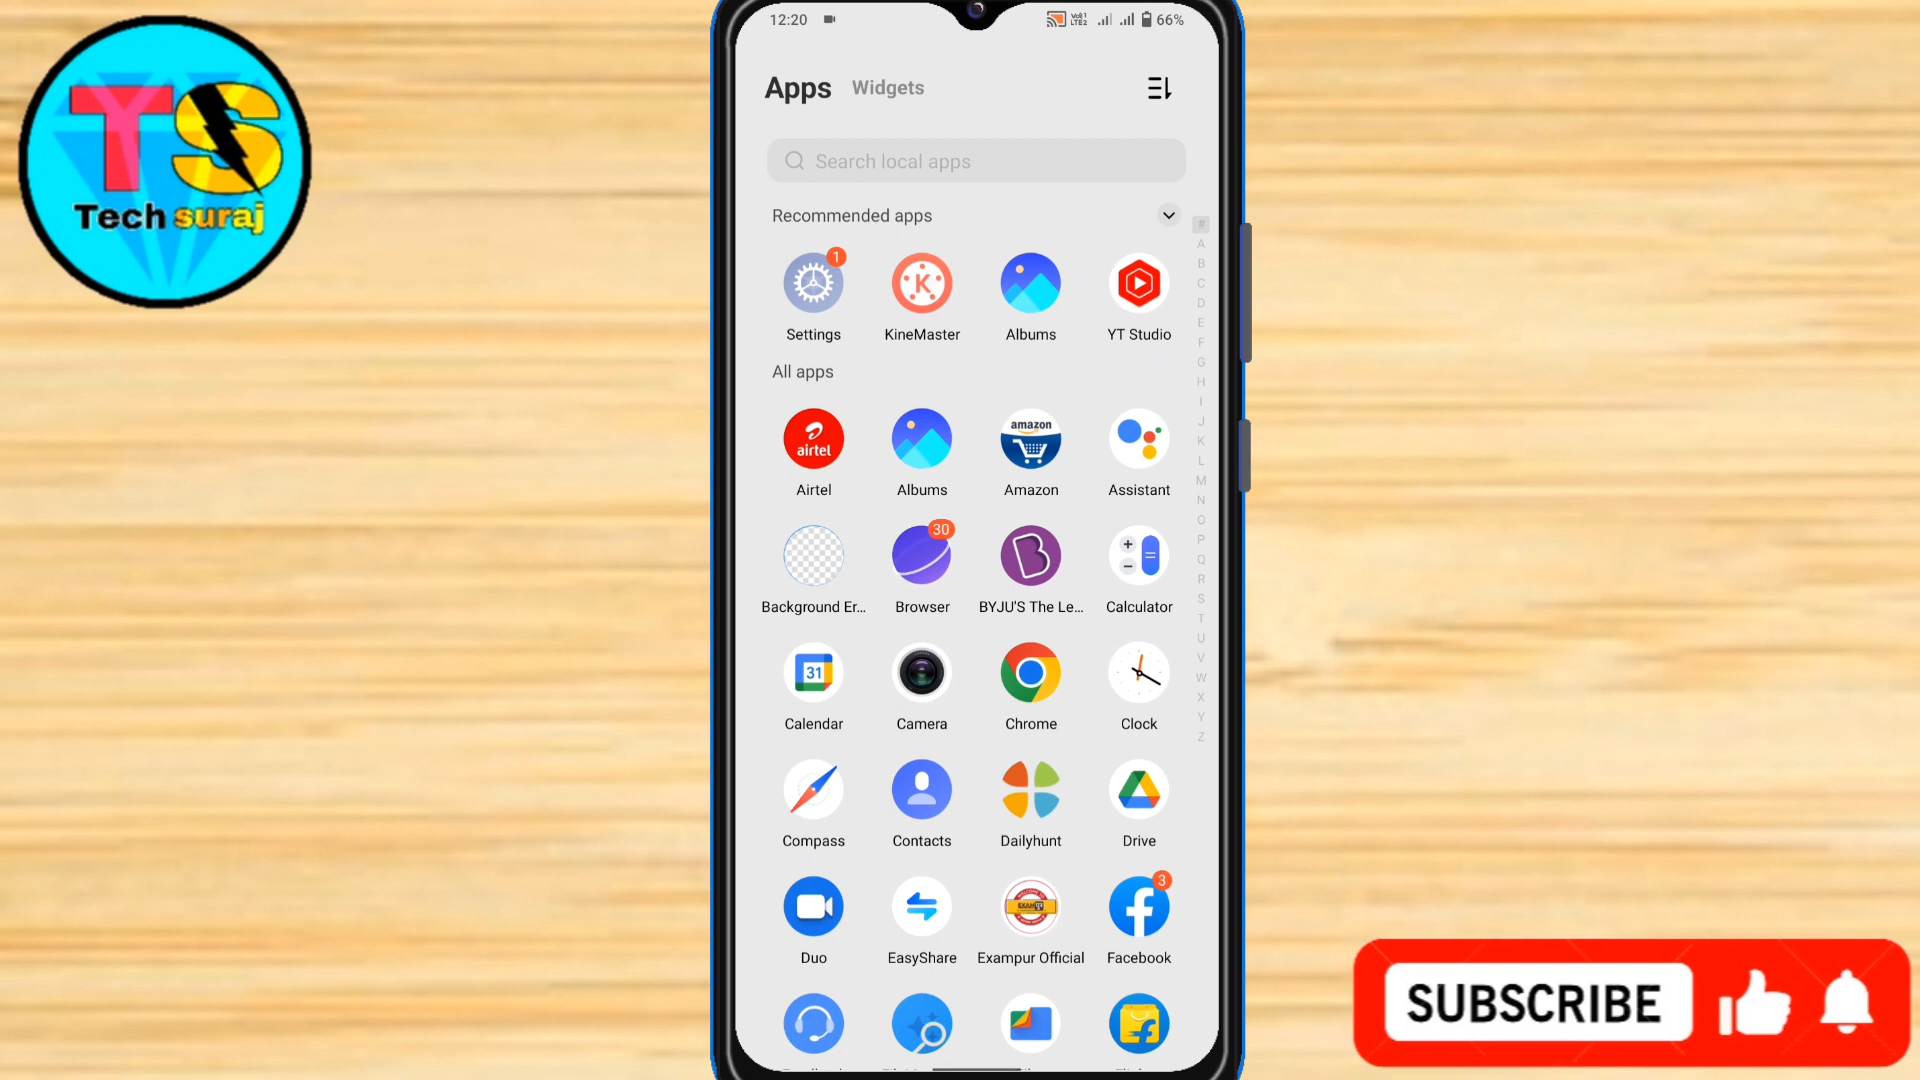 TS
Tech suraj
12:20
66%
Apps Widgets
Search local apps
Recommended apps
1
Settings KineMaster Albums YT Studio
All apps
airtel amazon
Airtel Albums Amazon Assistant
30
Background Er... Browser BYJU'S The Le... Calculator
31
Calendar Camera Chrome Clock
Compass Contacts Dailyhunt Drive
3
Duo EasyShare Exampur Official Facebook
#
A
B
C
D
E
F
G
H
I
J
K
L
M
N
O
P
Q
R
S
T
U
V
W
X
Y
Z
SUBSCRIBE